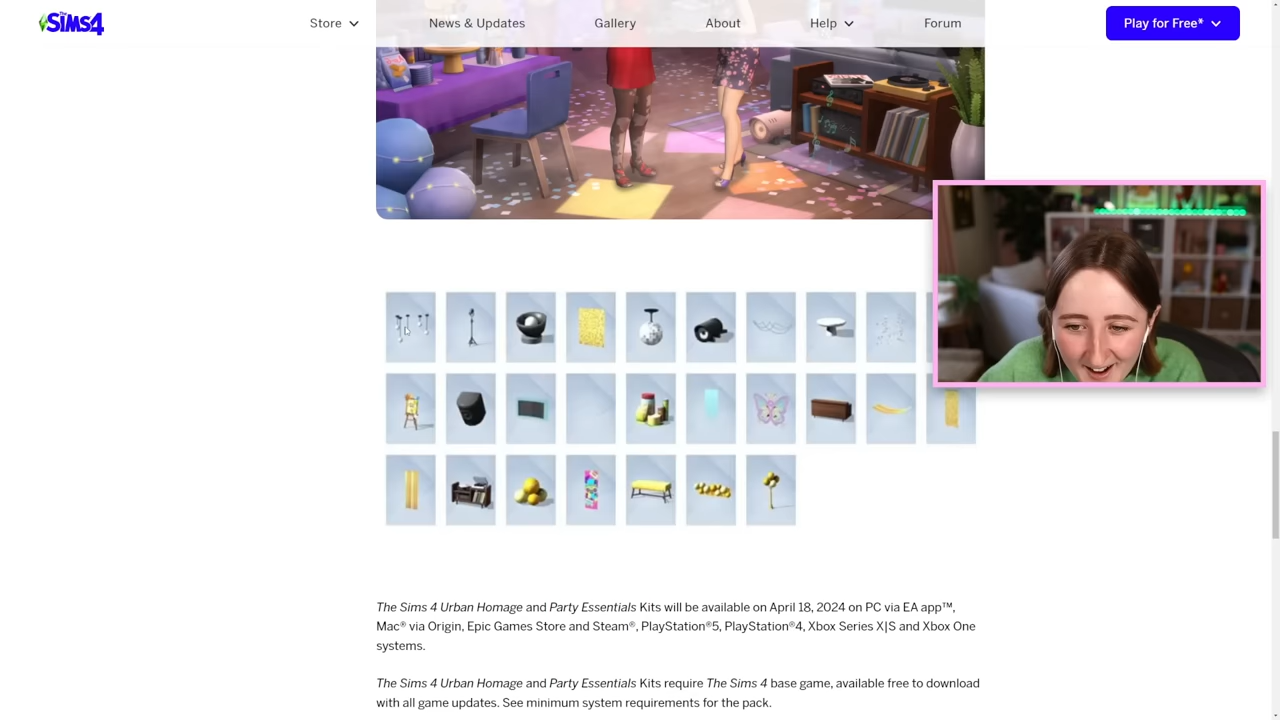 The SiMS4
Store
News & Updates
Gallery
About
Help
Forum
Play for Free*
The Sims 4 Urban Homage and Party Essentials Kits will be available on April 18, 2024 on PC via EA app™,
Mac® via Origin, Epic Games Store and Steam®, PlayStation®5, PlayStation®4, Xbox Series X|S and Xbox One
systems.
The Sims 4 Urban Homage and Party Essentials Kits require The Sims 4 base game, available free to download
with all game updates. See minimum system requirements for the pack.